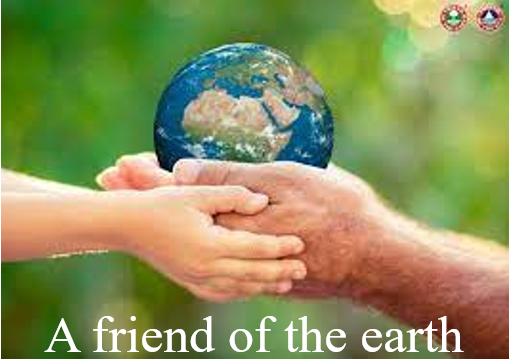 A friend of the earth